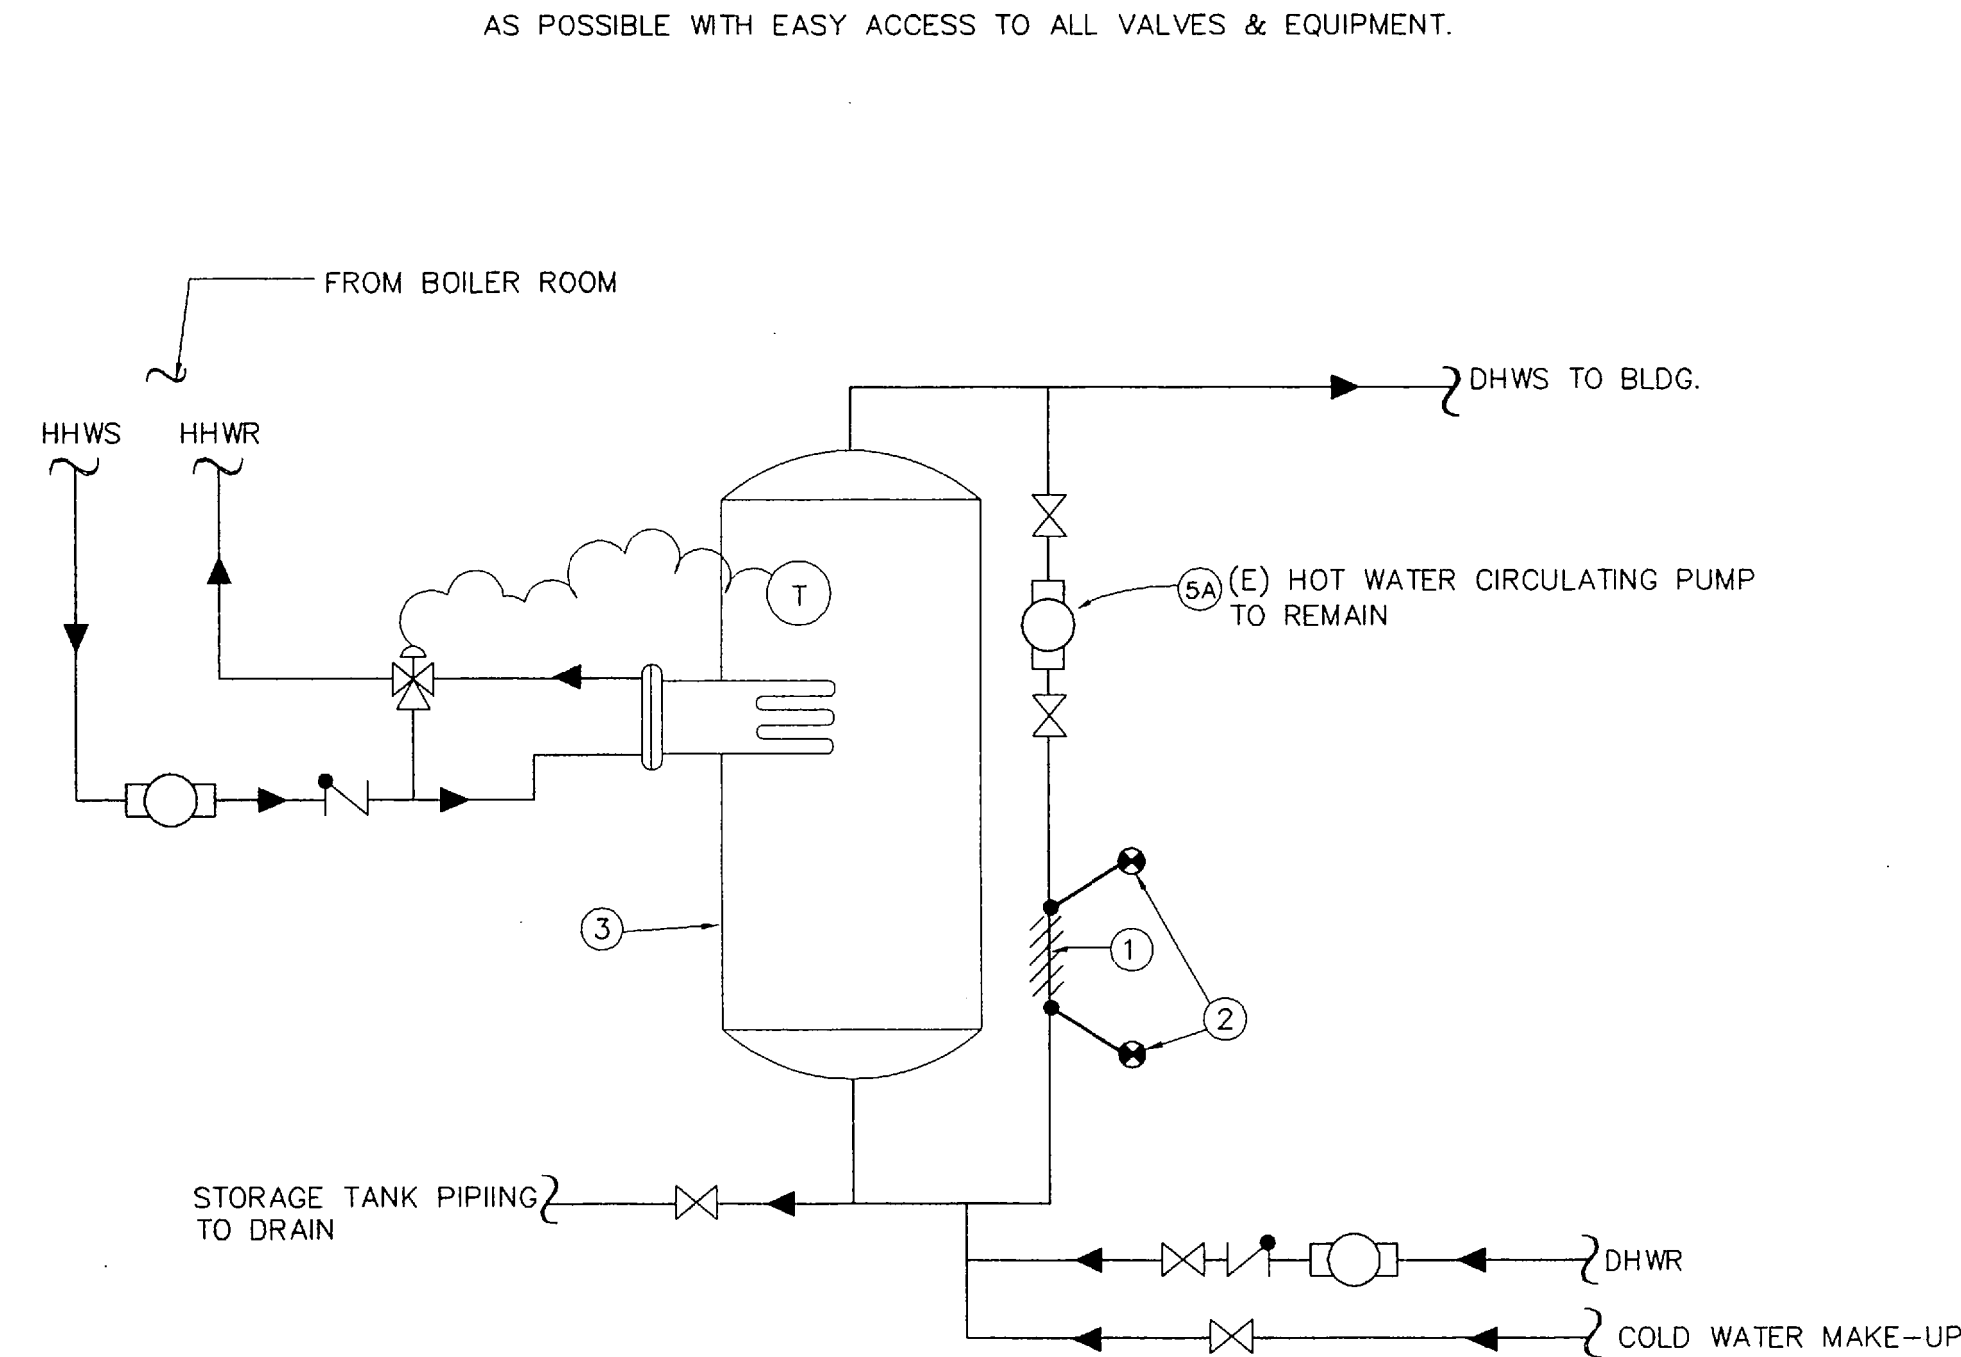 AS POSSIBLE WITH EASY ACCESS TO ALL VALVES & EQUIPMENT.
FROM BOILER ROOM
DHWS TO BLDG.
HHWS
HHWR
T
5A
(E) HOT WATER CIRCULATING PUMP
TO REMAIN
3
1
2
STORAGE TANK PIPIING
TO DRAIN
DHWR
COLD WATER MAKE-UP